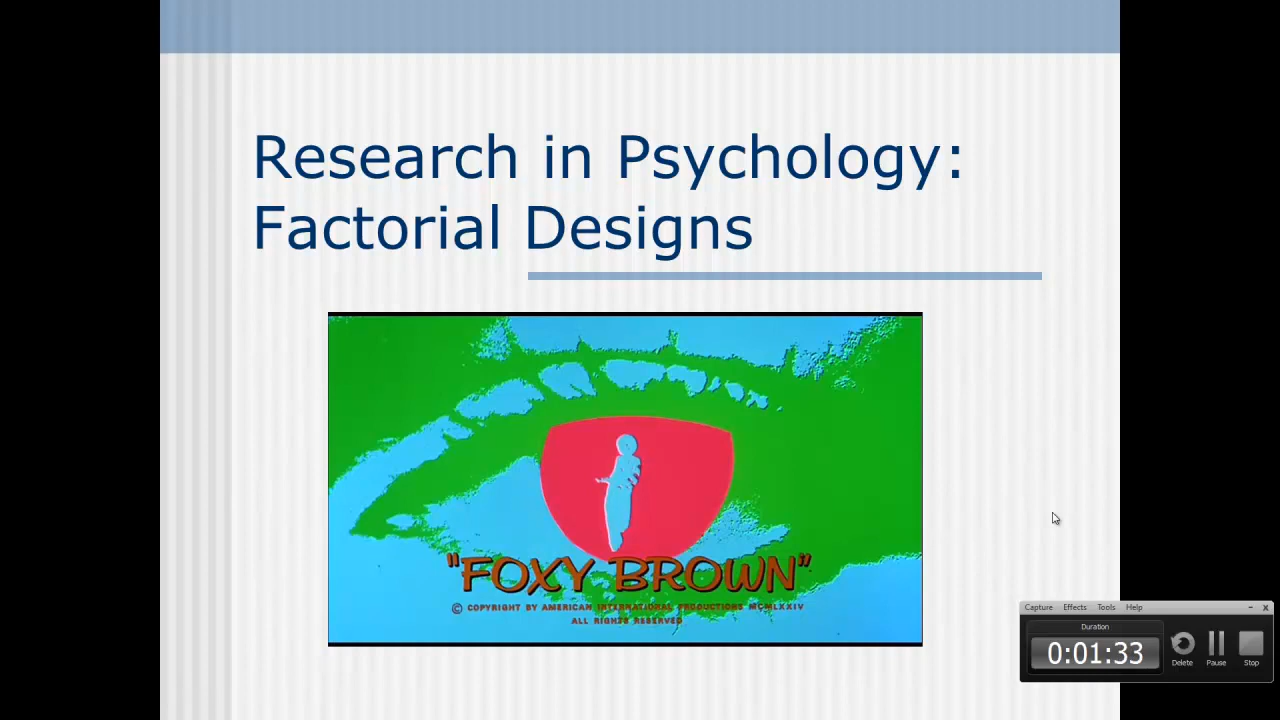 Research in Psychology:
Factorial Designs
"FOXY BROWN"
© COPYRIGHT BY AMERICAN INTERNATIONAL PRODUCTIONS MCMLXXIV
ALL RIGHTS RESERVED
Capture Effects Tools Help
Duration
0:01:33
Delete Pause Stop